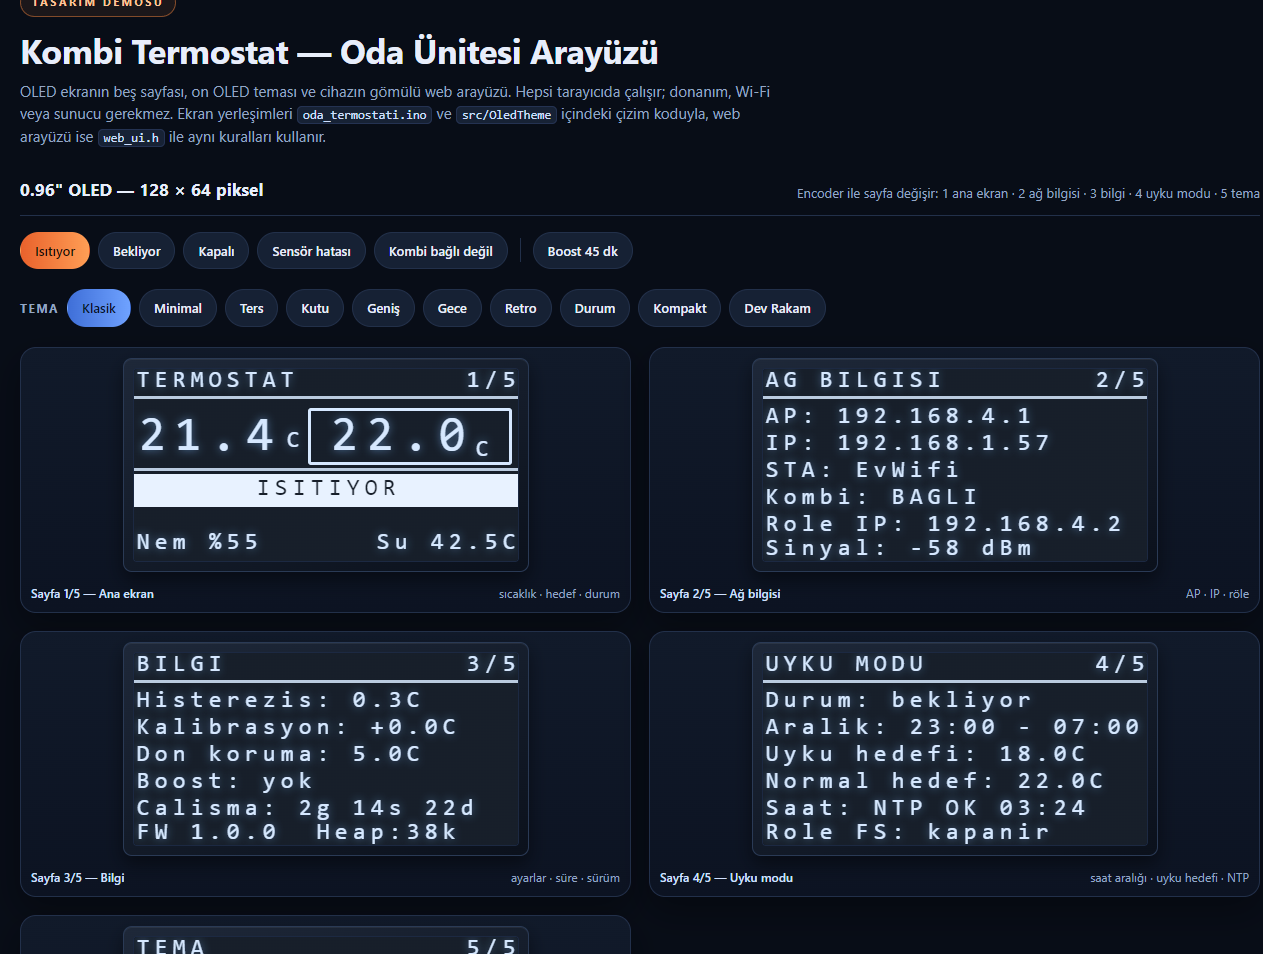 TASARIM DEMOSU
Kombi Termostat — Oda Ünitesi Arayüzü
OLED ekranın beş sayfası, on OLED teması ve cihazın gömülü web arayüzü. Hepsi tarayıcıda çalışır; donanım, Wi-Fi
veya sunucu gerekmez. Ekran yerleşimleri oda_termostati.ino ve src/OledTheme içindeki çizim koduyla, web
arayüzü ise web_ui.h ile aynı kuralları kullanır.
0.96" OLED — 128 × 64 piksel
Encoder ile sayfa değişir: 1 ana ekran · 2 ağ bilgisi · 3 bilgi · 4 uyku modu · 5 tema
Isıtıyor Bekliyor Kapalı Sensör hatası Kombi bağlı değil Boost 45 dk
TEMA Klasik Minimal Ters Kutu Geniş Gece Retro Durum Kompakt Dev Rakam
TERMOSTAT 1/5
21.4 C 22.0 C
ISITIYOR
Nem %55 Su 42.5C
Sayfa 1/5 — Ana ekran sıcaklık · hedef · durum
AG BILGISI 2/5
AP: 192.168.4.1
IP: 192.168.1.57
STA: EvWifi
Kombi: BAGLI
Role IP: 192.168.4.2
Sinyal: -58 dBm
Sayfa 2/5 — Ağ bilgisi AP · IP · röle
BILGI 3/5
Histerezis: 0.3C
Kalibrasyon: +0.0C
Don koruma: 5.0C
Boost: yok
Calisma: 2g 14s 22d
FW 1.0.0 Heap:38k
Sayfa 3/5 — Bilgi ayarlar · süre · sürüm
UYKU MODU 4/5
Durum: bekliyor
Aralik: 23:00 - 07:00
Uyku hedefi: 18.0C
Normal hedef: 22.0C
Saat: NTP OK 03:24
Role FS: kapanir
Sayfa 4/5 — Uyku modu saat aralığı · uyku hedefi · NTP
TEMA 5/5